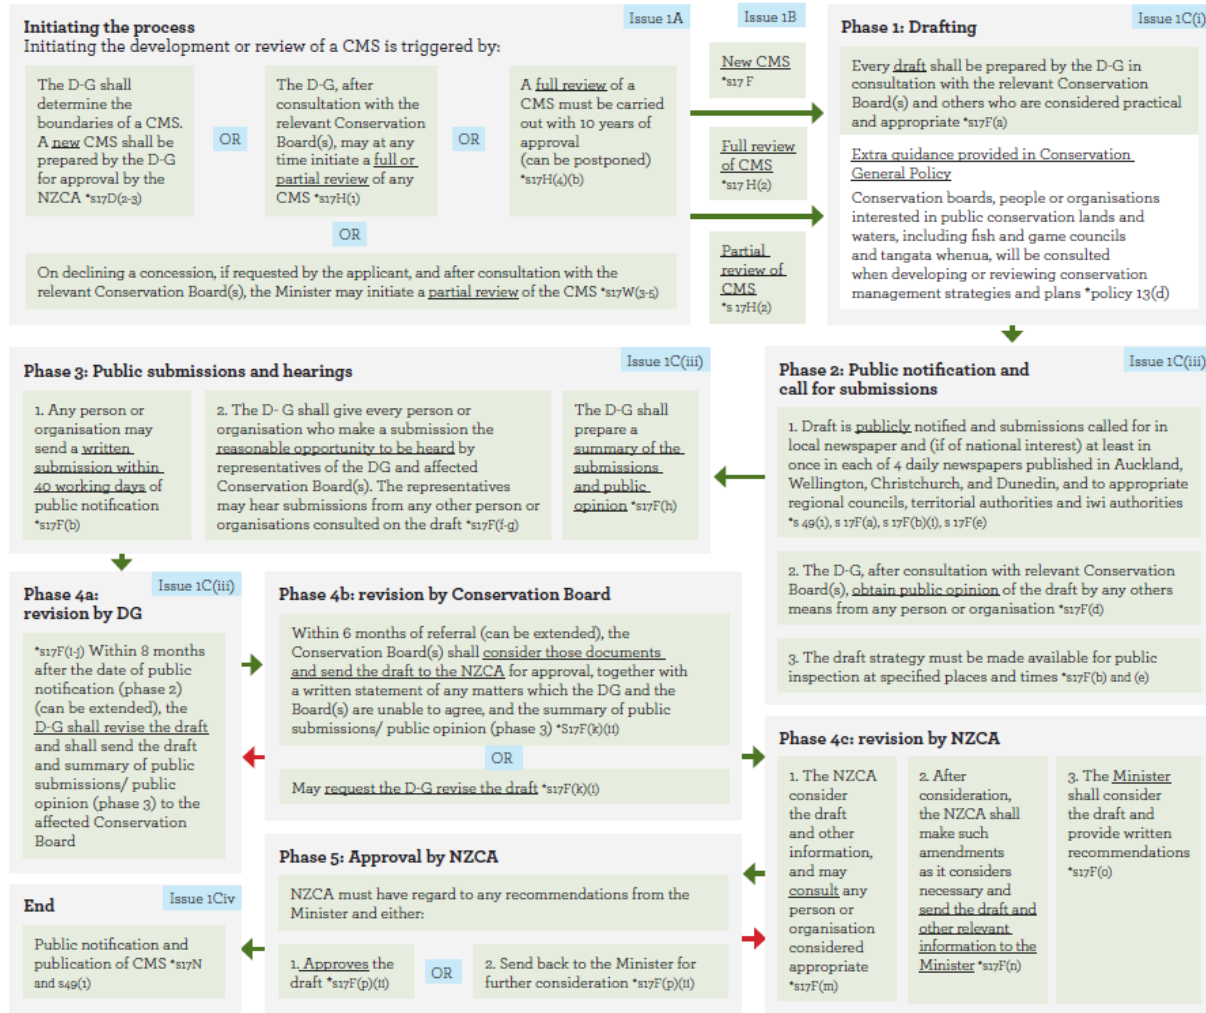 Initiating the process
Issue 1A
Initiating the development or review of a CMS is triggered by:
The D-G shall
determine the
boundaries of a CMS.
A new CMS shall be
prepared by the D-G
for approval by the
NZCA *s17D(2-3)
OR
The D-G, after
consultation with the
relevant Conservation
Board(s), may at any
time initiate a full or
partial review of any
CMS *s17H(1)
OR
A full review of a
CMS must be carried
out with 10 years of
approval
(can be postponed)
*s17H(4)(b)
OR
On declining a concession, if requested by the applicant, and after consultation with the
relevant Conservation Board(s), the Minister may initiate a partial review of the CMS *s17W(3-5)
Issue 1B
New CMS
*s17 F
Full review
of CMS
*s17 H(2)
Partial
review of
CMS
*s 17H(2)
Issue 1C(i)
Phase 1: Drafting
Every draft shall be prepared by the D-G in
consultation with the relevant Conservation
Board(s) and others who are considered practical
and appropriate *s17F(a)
Extra guidance provided in Conservation
General Policy
Conservation boards, people or organisations
interested in public conservation lands and
waters, including fish and game councils
and tangata whenua, will be consulted
when developing or reviewing conservation
management strategies and plans *policy 13(d)
Issue 1C(iii)
Phase 2: Public notification and
call for submissions
1. Draft is publicly notified and submissions called for in
local newspaper and (if of national interest) at least in
once in each of 4 daily newspapers published in Auckland,
Wellington, Christchurch, and Dunedin, and to appropriate
regional councils, territorial authorities and iwi authorities
*s 49(1), s 17F(a), s 17F(b)(i), s 17F(e)
2. The D-G, after consultation with relevant Conservation
Board(s), obtain public opinion of the draft by any others
means from any person or organisation *s17F(d)
3. The draft strategy must be made available for public
inspection at specified places and times *s17F(b) and (e)
Issue 1C(iii)
Phase 3: Public submissions and hearings
1. Any person or
organisation may
send a written
submission within
40 working days of
public notification
*s17F(b)
2. The D- G shall give every person or
organisation who make a submission the
reasonable opportunity to be heard by
representatives of the DG and affected
Conservation Board(s). The representatives
may hear submissions from any other person or
organisations consulted on the draft *s17F(f-g)
The D-G shall
prepare a
summary of the
submissions
and public
opinion *s17F(h)
Issue 1C(iii)
Phase 4a:
revision by DG
*s17F(i-j) Within 8 months
after the date of public
notification (phase 2)
(can be extended), the
D-G shall revise the draft
and shall send the draft
and summary of public
submissions/ public
opinion (phase 3) to the
affected Conservation
Board
Phase 4b: revision by Conservation Board
Within 6 months of referral (can be extended), the
Conservation Board(s) shall consider those documents
and send the draft to the NZCA for approval, together with
a written statement of any matters which the DG and the
Board(s) are unable to agree, and the summary of public
submissions/ public opinion (phase 3) *S17F(k)(ii)
OR
May request the D-G revise the draft *s17F(k)(i)
Phase 4c: revision by NZCA
1. The NZCA
consider
the draft
and other
information,
and may
consult any
person or
organisation
considered
appropriate
*s17F(m)
2. After
consideration,
the NZCA shall
make such
amendments
as it considers
necessary and
send the draft and
other relevant
information to the
Minister *s17F(n)
3. The Minister
shall consider
the draft and
provide written
recommendations
*s17F(o)
Phase 5: Approval by NZCA
NZCA must have regard to any recommendations from the
Minister and either:
1. Approves the
draft *s17F(p)(ii)
OR
2. Send back to the Minister for
further consideration *s17F(p)(ii)
Issue 1Civ
End
Public notification and
publication of CMS *s17N
and s49(1)